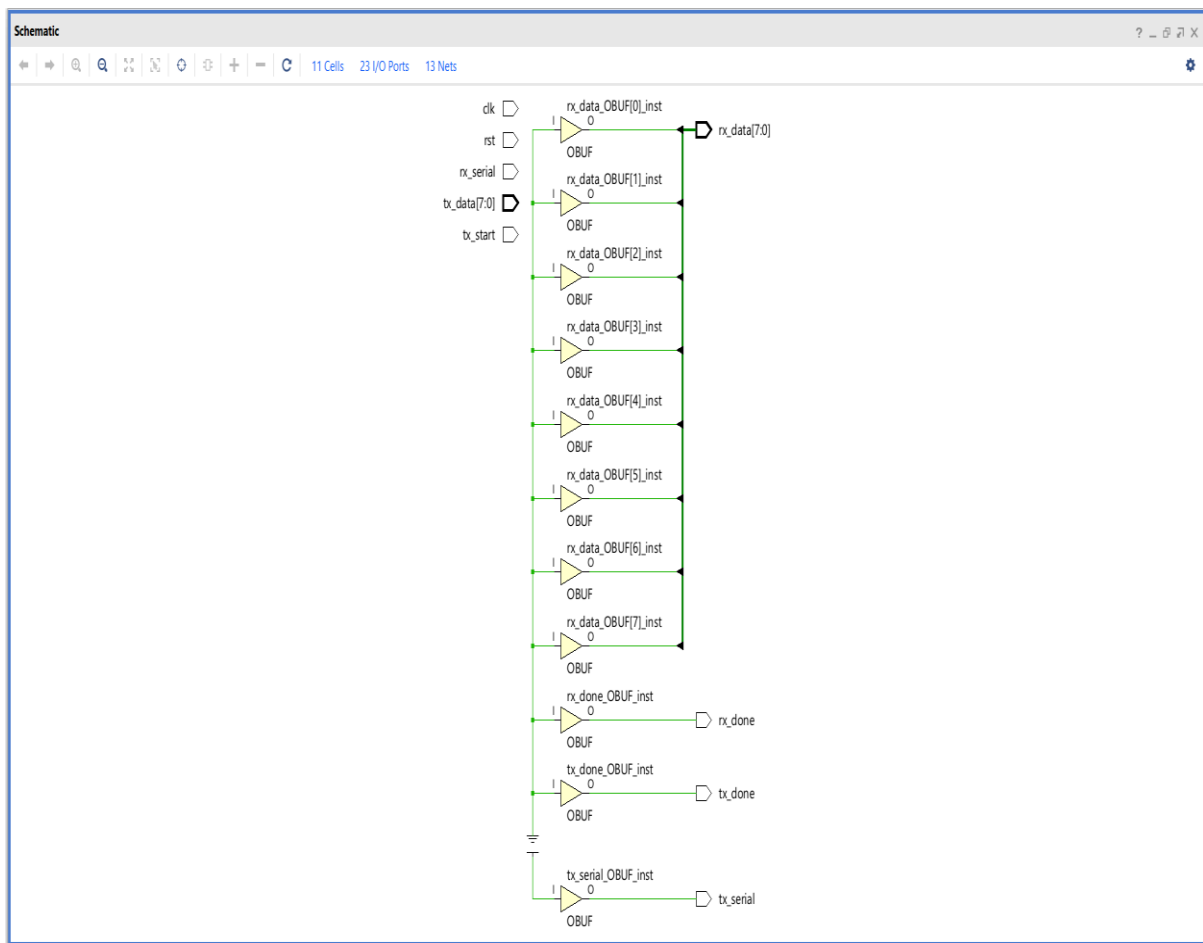 Schematic
11 Cells 23 I/O Ports 13 Nets
clk
rst
rx_serial
tx_data[7:0]
tx_start
rx_data_OBUF[0]_inst
I O
OBUF
rx_data[7:0]
rx_data_OBUF[1]_inst
I O
OBUF
rx_data_OBUF[2]_inst
I O
OBUF
rx_data_OBUF[3]_inst
I O
OBUF
rx_data_OBUF[4]_inst
I O
OBUF
rx_data_OBUF[5]_inst
I O
OBUF
rx_data_OBUF[6]_inst
I O
OBUF
rx_data_OBUF[7]_inst
I O
OBUF
rx_done_OBUF_inst
I O
OBUF
rx_done
tx_done_OBUF_inst
I O
OBUF
tx_done
tx_serial_OBUF_inst
I O
OBUF
tx_serial